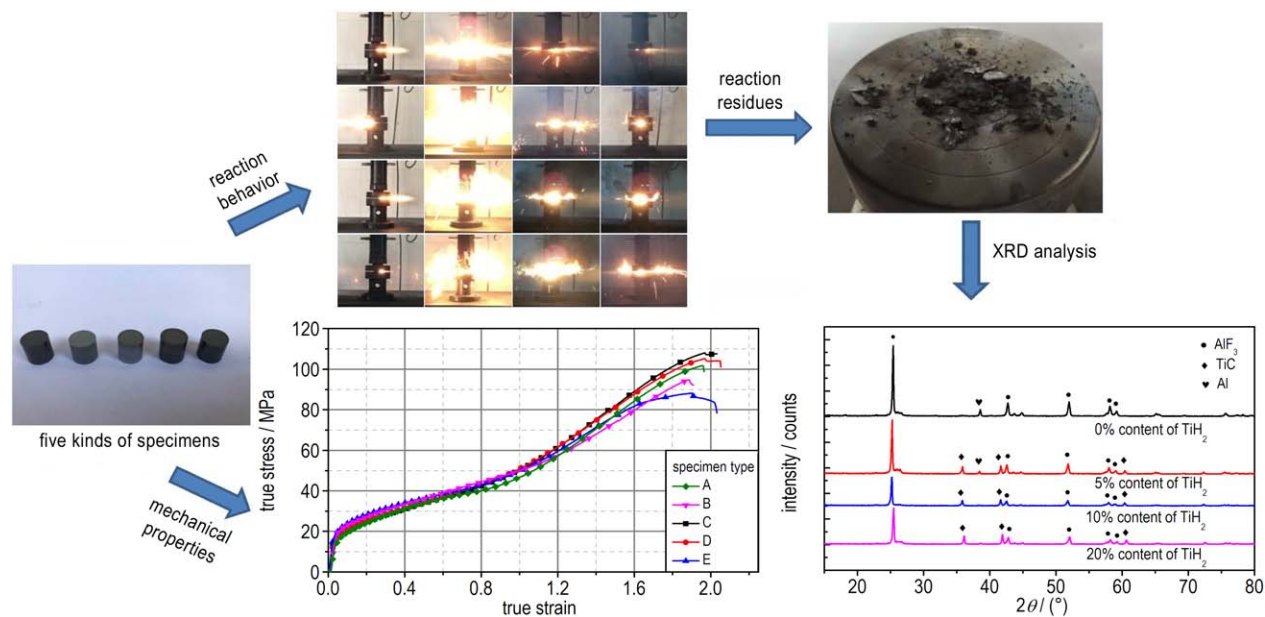 reaction
behavior
reaction
residues
XRD analysis
five kinds of specimens
mechanical
properties
true stress / MPa
120
100
80
60
40
20
0
0.0 0.4 0.8 1.2 1.6 2.0
true strain
specimen type
A
B
C
D
E
intensity / counts
• AlF₃
♦ TiC
♥ Al
0% content of TiH₂
5% content of TiH₂
10% content of TiH₂
20% content of TiH₂
20 30 40 50 60 70 80
2θ / (°)